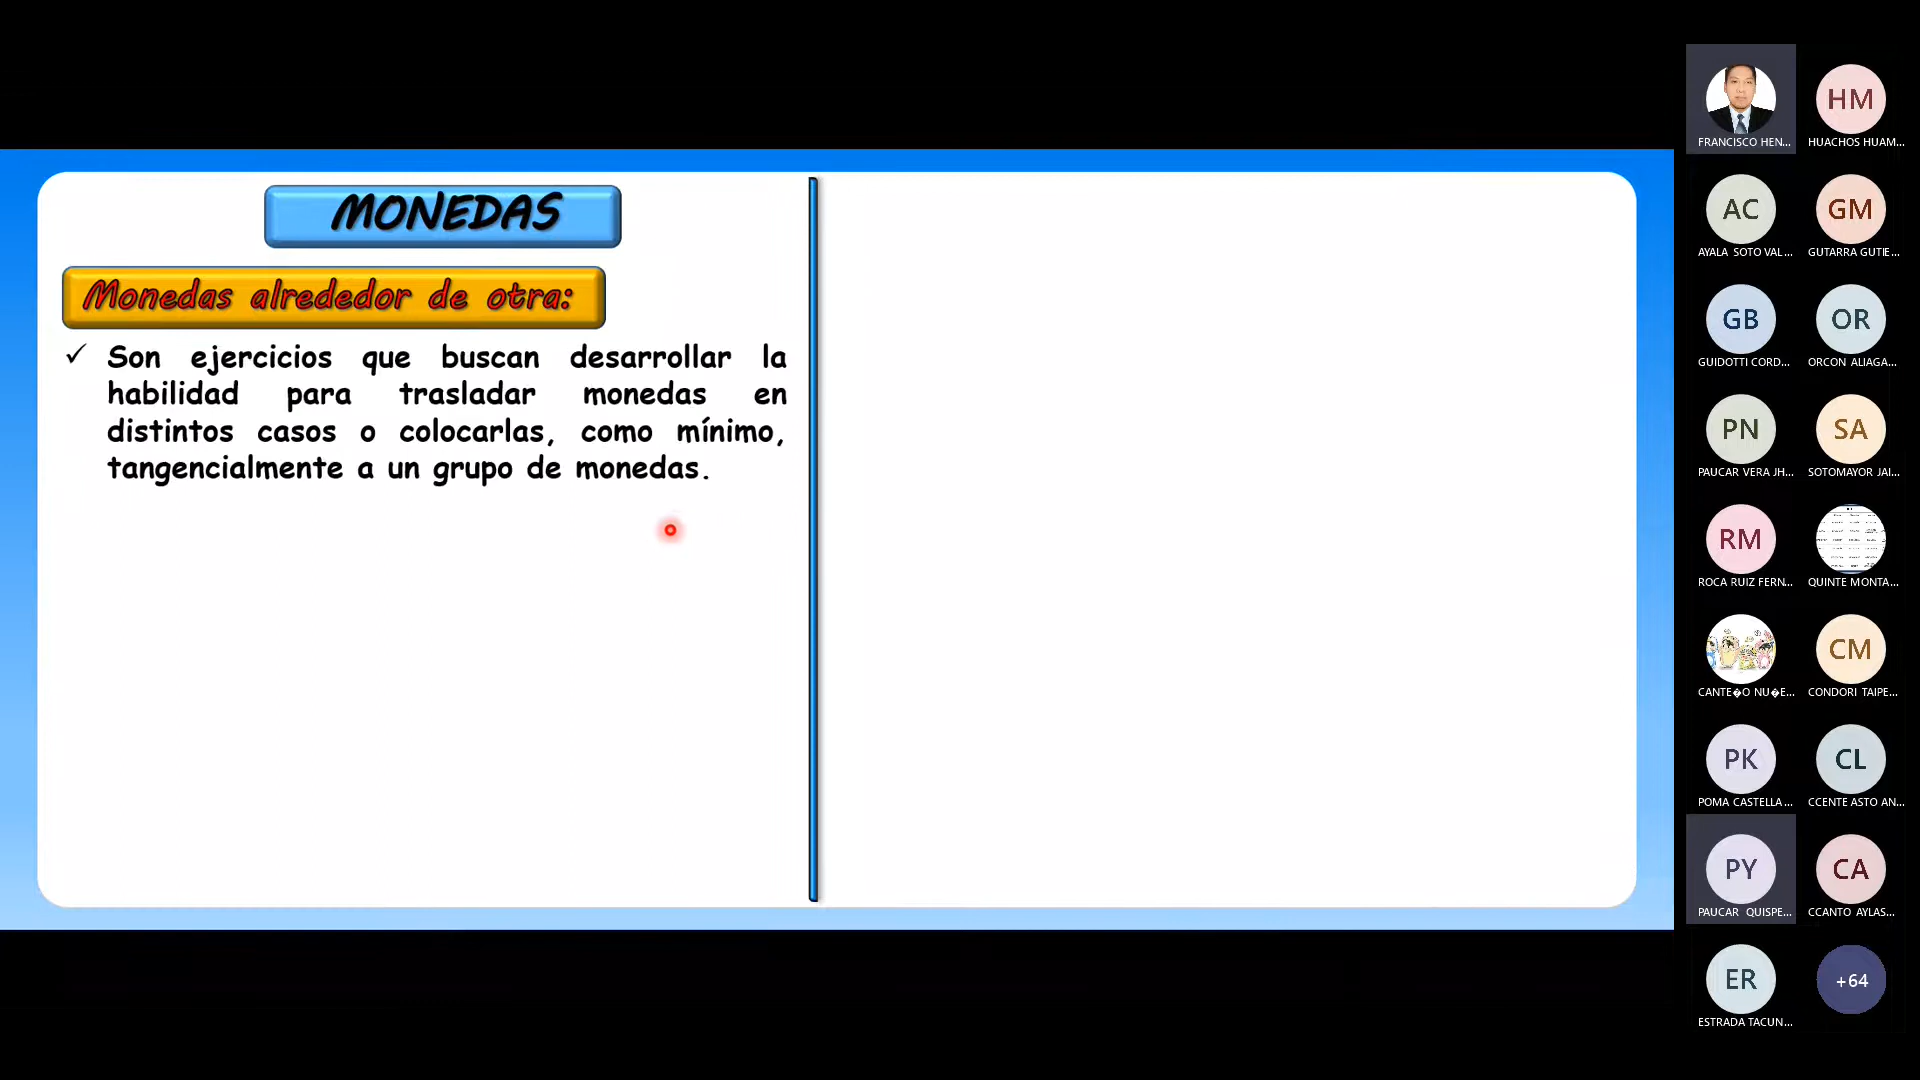 MONEDAS
Monedas alrededor de otra:
✓ Son ejercicios que buscan desarrollar la
habilidad para trasladar monedas en
distintos casos o colocarlas, como mínimo,
tangencialmente a un grupo de monedas.
FRANCISCO HEN...
HM
HUACHOS HUAM...
AC
AYALA SOTO VAL...
GM
GUTARRA GUTIE...
GB
GUIDOTTI CORD...
OR
ORCON ALIAGA...
PN
PAUCAR VERA JH...
SA
SOTOMAYOR JAI...
RM
ROCA RUIZ FERN...
QUINTE MONTA...
CANTE�O NU�E...
CM
CONDORI TAIPE...
PK
POMA CASTELLA...
CL
CCENTE ASTO AN...
PY
PAUCAR QUISPE...
CA
CCANTO AYLAS...
ER
ESTRADA TACUN...
+64